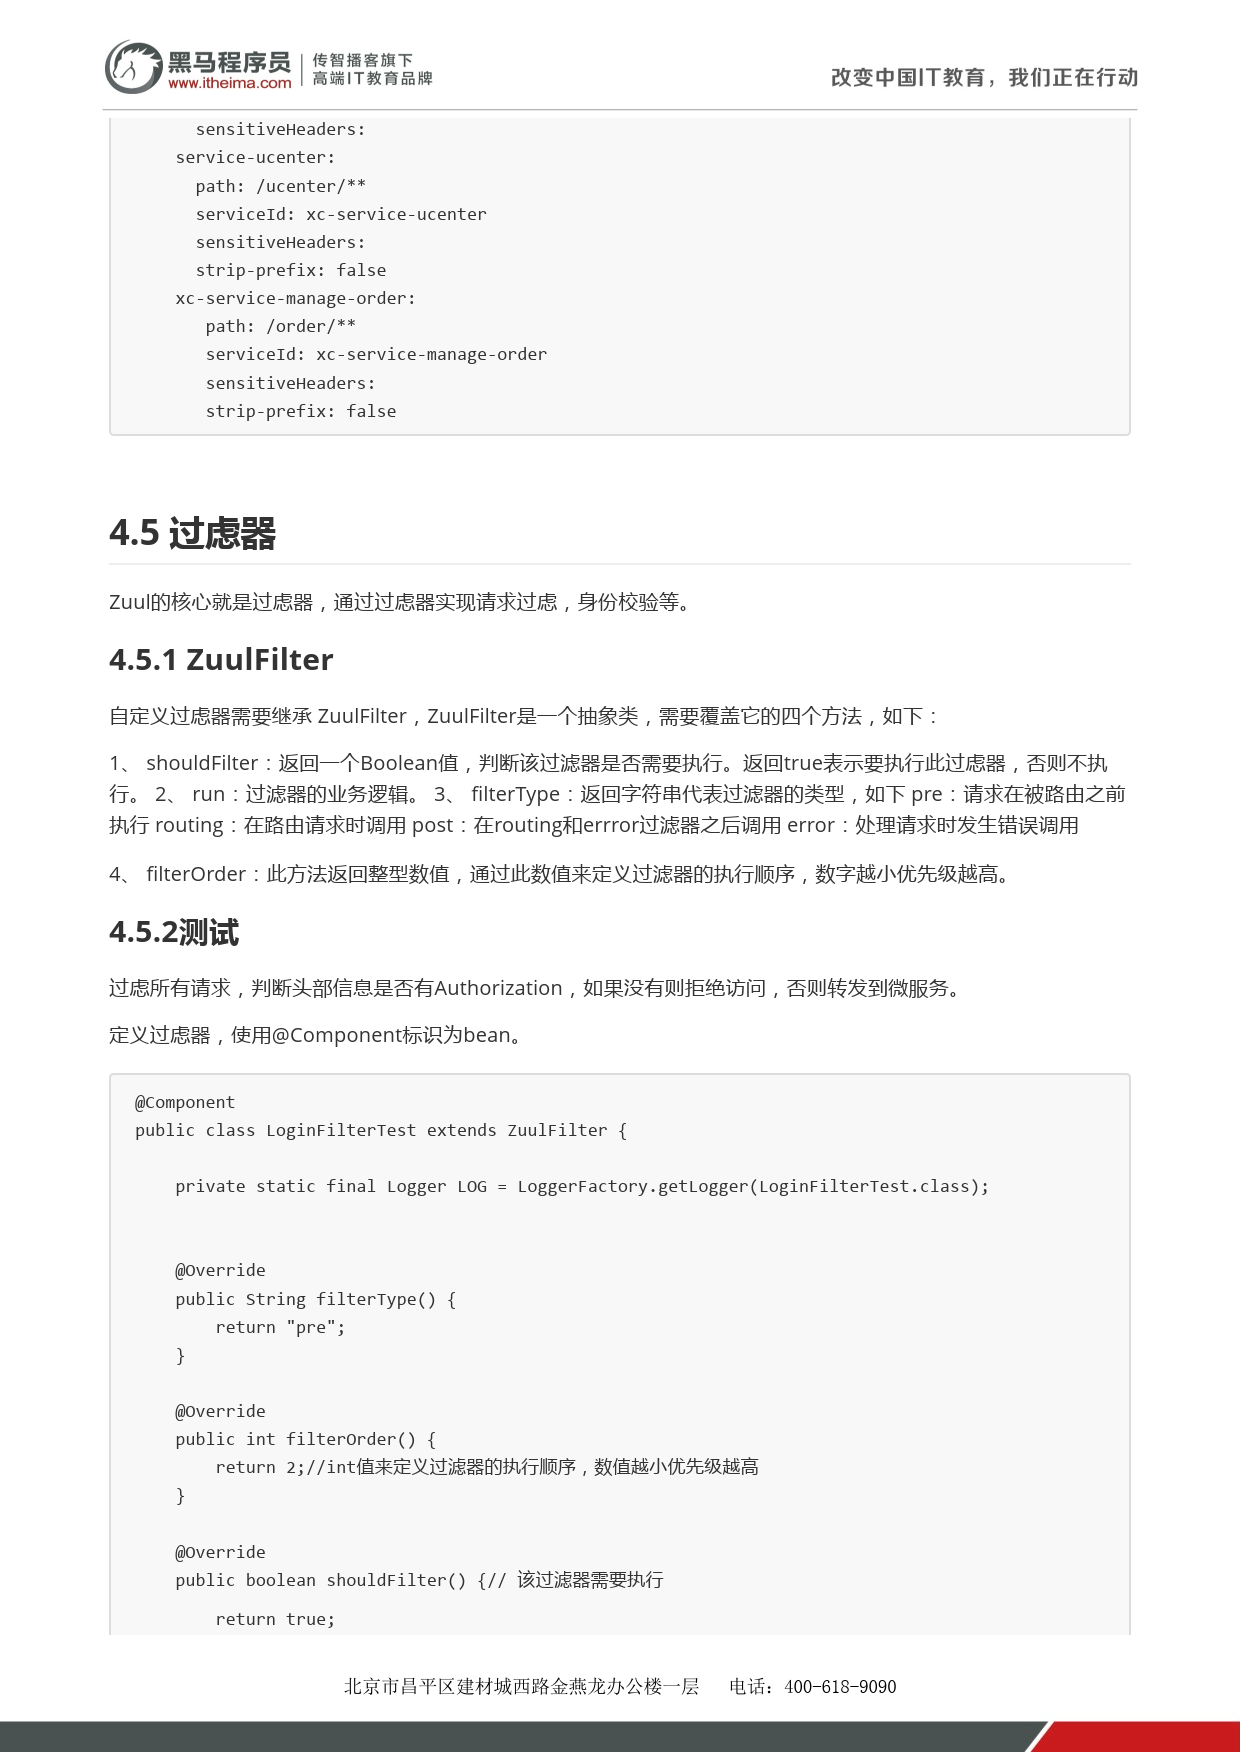 黑马程序员
www.itheima.com
传智播客旗下
高端IT教育品牌
改变中国IT教育，我们正在行动
sensitiveHeaders:
service-ucenter:
path: /ucenter/**
serviceId: xc-service-ucenter
sensitiveHeaders:
strip-prefix: false
xc-service-manage-order:
path: /order/**
serviceId: xc-service-manage-order
sensitiveHeaders:
strip-prefix: false
4.5 过虑器
Zuul的核心就是过虑器，通过过虑器实现请求过虑，身份校验等。
4.5.1 ZuulFilter
自定义过虑器需要继承 ZuulFilter，ZuulFilter是一个抽象类，需要覆盖它的四个方法，如下：
1、 shouldFilter：返回一个Boolean值，判断该过滤器是否需要执行。返回true表示要执行此过虑器，否则不执
行。 2、 run：过滤器的业务逻辑。 3、 filterType：返回字符串代表过滤器的类型，如下 pre：请求在被路由之前
执行 routing：在路由请求时调用 post：在routing和errror过滤器之后调用 error：处理请求时发生错误调用
4、 filterOrder：此方法返回整型数值，通过此数值来定义过滤器的执行顺序，数字越小优先级越高。
4.5.2测试
过虑所有请求，判断头部信息是否有Authorization，如果没有则拒绝访问，否则转发到微服务。
定义过虑器，使用@Component标识为bean。
@Component
public class LoginFilterTest extends ZuulFilter {
private static final Logger LOG = LoggerFactory.getLogger(LoginFilterTest.class);
@Override
public String filterType() {
return "pre";
}
@Override
public int filterOrder() {
return 2;//int值来定义过滤器的执行顺序，数值越小优先级越高
}
@Override
public boolean shouldFilter() {// 该过滤器需要执行
return true;
北京市昌平区建材城西路金燕龙办公楼一层 电话：400-618-9090